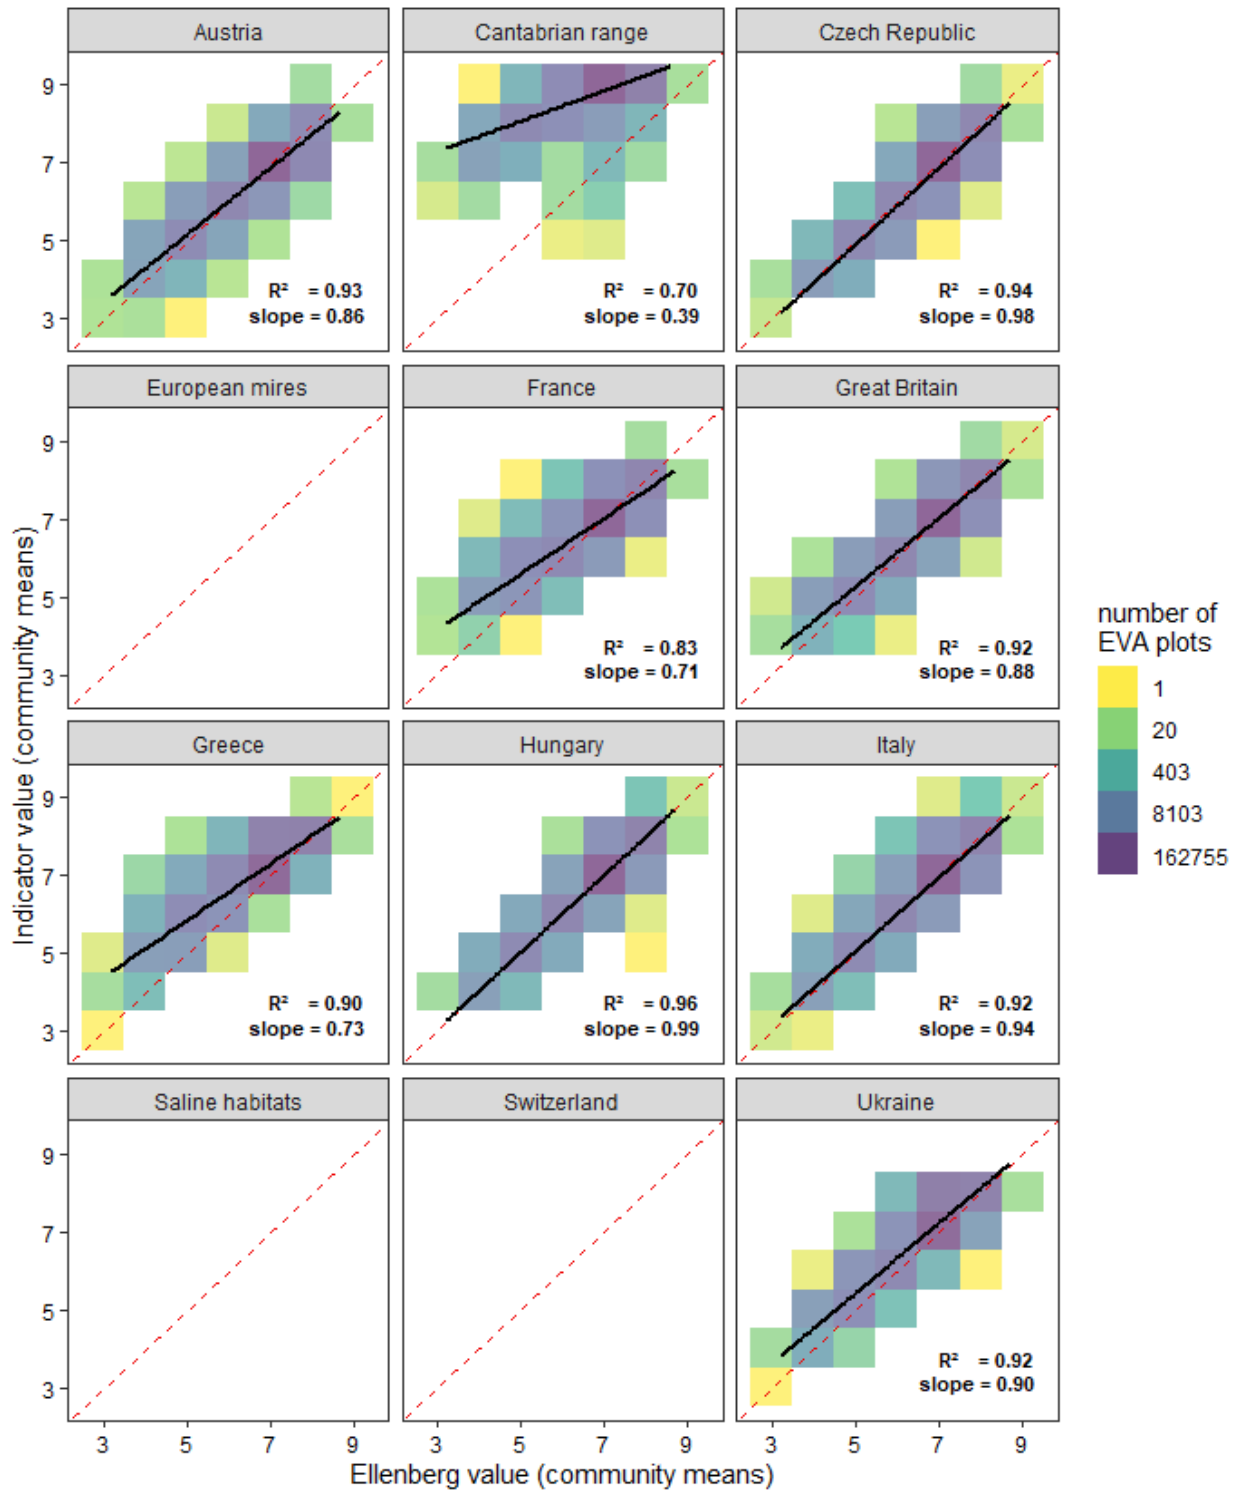 Austria
Cantabrian range
Czech Republic
9
7
5
3
R² = 0.93
slope = 0.86
R² = 0.70
slope = 0.39
R² = 0.94
slope = 0.98
European mires
France
Great Britain
9
7
5
3
R² = 0.83
slope = 0.71
R² = 0.92
slope = 0.88
Indicator value (community means)
number of
EVA plots
1
20
403
8103
162755
Greece
Hungary
Italy
9
7
5
3
R² = 0.90
slope = 0.73
R² = 0.96
slope = 0.99
R² = 0.92
slope = 0.94
Saline habitats
Switzerland
Ukraine
9
7
5
3
R² = 0.92
slope = 0.90
3 5 7 9
3 5 7 9
3 5 7 9
Ellenberg value (community means)